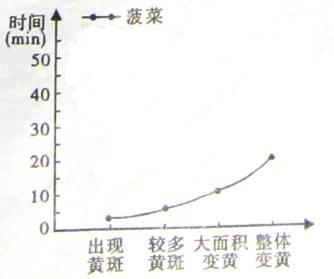 时间
(min)
菠菜
50
40
30
20
10
0
出现 较多 大面积 整体
黄斑 黄斑 变黄 变黄